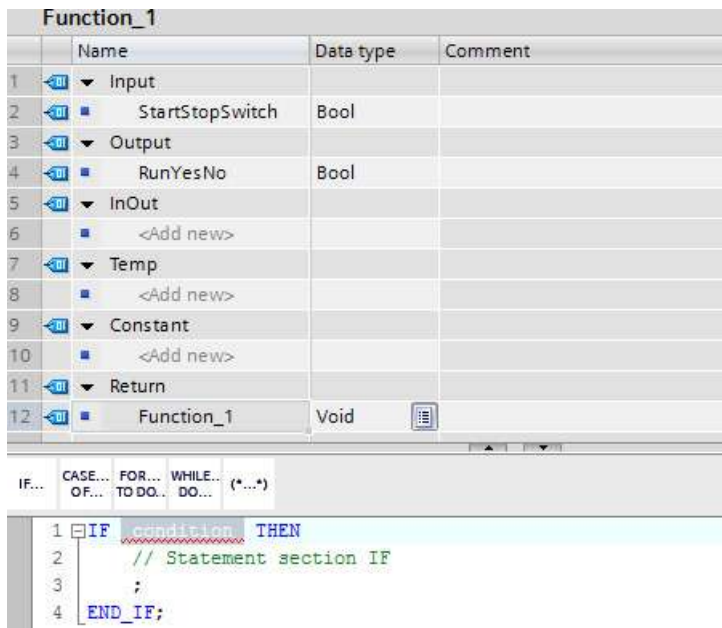 Function_1
Name Data type Comment
1 Input
2 StartStopSwitch Bool
3 Output
4 RunYesNo Bool
5 InOut
6 <Add new>
7 Temp
8 <Add new>
9 Constant
10 <Add new>
11 Return
12 Function_1 Void
IF... CASE... FOR... WHILE.. (*...*)
OF... TO DO.. DO...
1 IF condition THEN
2 // Statement section IF
3 ;
4 END_IF;